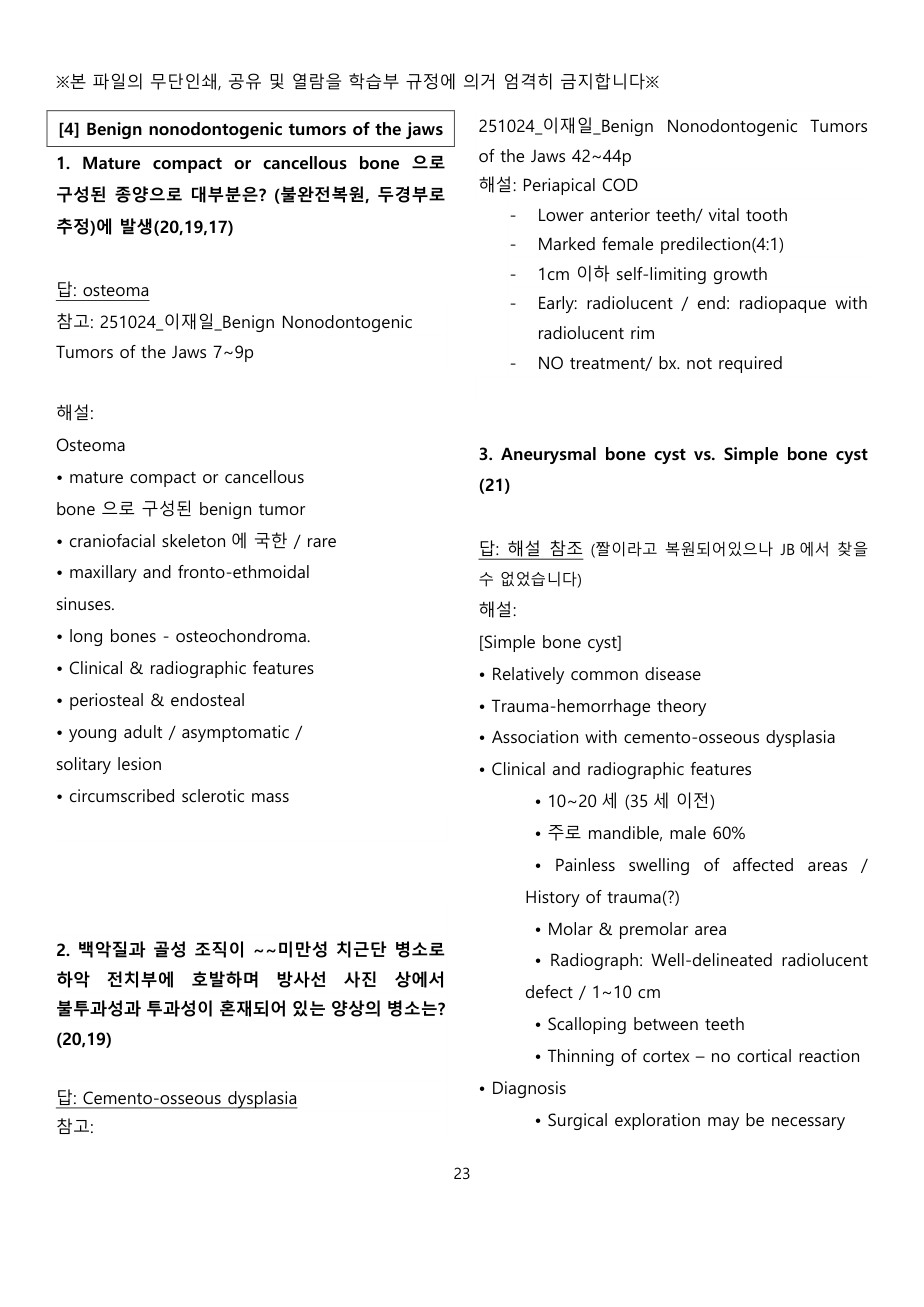 ※본 파일의 무단인쇄, 공유 및 열람을 학습부 규정에 의거 엄격히 금지합니다※
[4] Benign nonodontogenic tumors of the jaws
1. Mature compact or cancellous bone 으로
구성된 종양으로 대부분은? (불완전복원, 두경부로
추정)에 발생(20,19,17)
답: osteoma
참고: 251024_이재일_Benign Nonodontogenic
Tumors of the Jaws 7~9p
해설:
Osteoma
• mature compact or cancellous
bone 으로 구성된 benign tumor
• craniofacial skeleton 에 국한 / rare
• maxillary and fronto-ethmoidal
sinuses.
• long bones - osteochondroma.
• Clinical & radiographic features
• periosteal & endosteal
• young adult / asymptomatic /
solitary lesion
• circumscribed sclerotic mass
2. 백악질과 골성 조직이 ~~미만성 치근단 병소로
하악 전치부에 호발하며 방사선 사진 상에서
불투과성과 투과성이 혼재되어 있는 양상의 병소는?
(20,19)
답: Cemento-osseous dysplasia
참고:
251024_이재일_Benign Nonodontogenic Tumors
of the Jaws 42~44p
해설: Periapical COD
- Lower anterior teeth/ vital tooth
- Marked female predilection(4:1)
- 1cm 이하 self-limiting growth
- Early: radiolucent / end: radiopaque with
radiolucent rim
- NO treatment/ bx. not required
3. Aneurysmal bone cyst vs. Simple bone cyst
(21)
답: 해설 참조 (짤이라고 복원되어있으나 JB 에서 찾을
수 없었습니다)
해설:
[Simple bone cyst]
• Relatively common disease
• Trauma-hemorrhage theory
• Association with cemento-osseous dysplasia
• Clinical and radiographic features
• 10~20 세 (35 세 이전)
• 주로 mandible, male 60%
• Painless swelling of affected areas /
History of trauma(?)
• Molar & premolar area
• Radiograph: Well-delineated radiolucent
defect / 1~10 cm
• Scalloping between teeth
• Thinning of cortex – no cortical reaction
• Diagnosis
• Surgical exploration may be necessary
23